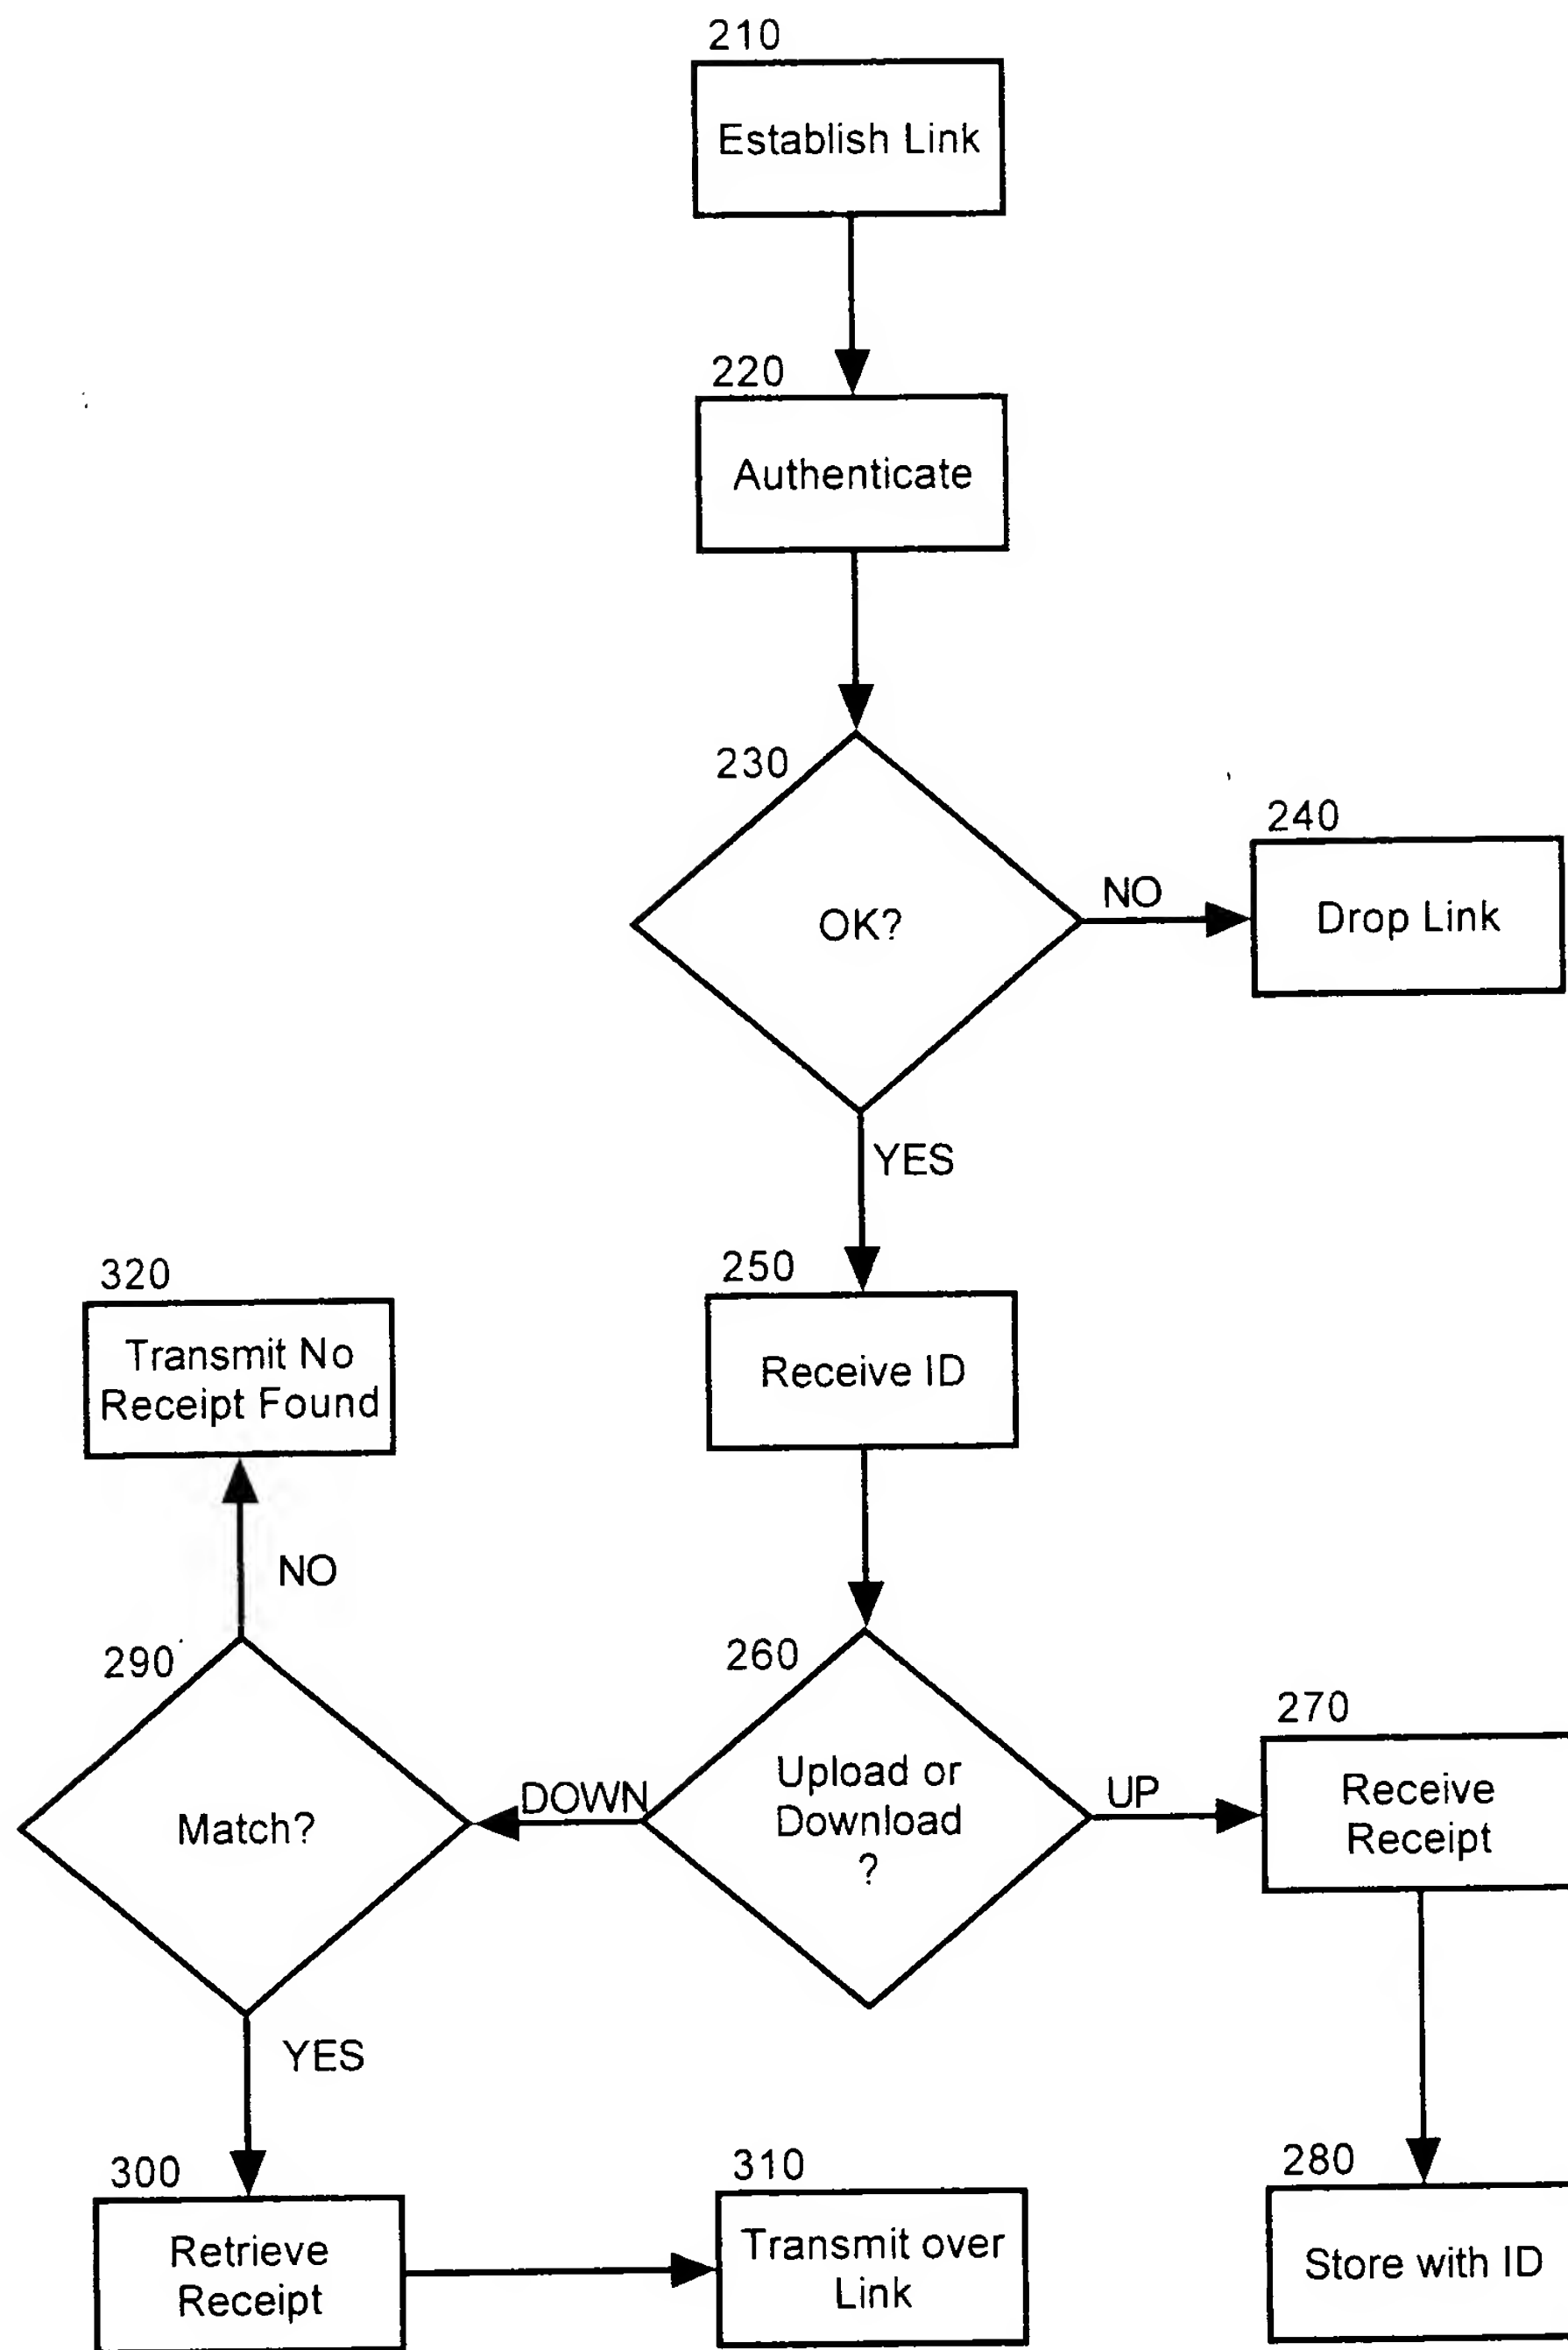 210
Establish Link
220
Authenticate
230
OK?
NO
240
Drop Link
YES
250
Receive ID
320
Transmit No
Receipt Found
NO
290
Match?
DOWN
260
Upload or
Download
?
UP
270
Receive
Receipt
YES
300
Retrieve
Receipt
310
Transmit over
Link
280
Store with ID